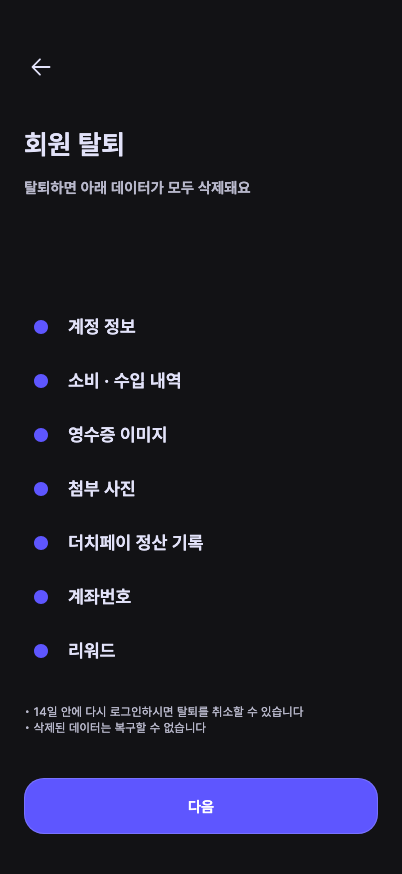 회원 탈퇴
탈퇴하면 아래 데이터가 모두 삭제돼요
계정 정보
소비 · 수입 내역
영수증 이미지
첨부 사진
더치페이 정산 기록
계좌번호
리워드
• 14일 안에 다시 로그인하시면 탈퇴를 취소할 수 있습니다
• 삭제된 데이터는 복구할 수 없습니다
다음